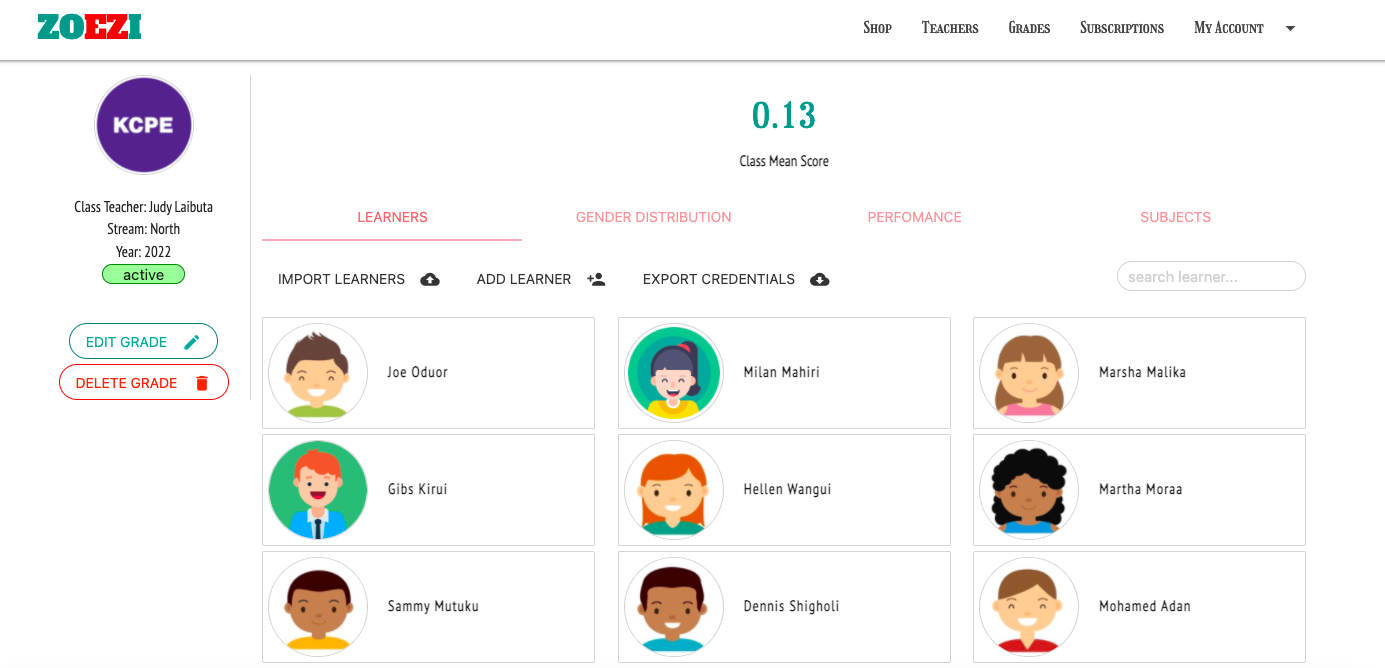 ZOEZI
Shop Teachers Grades Subscriptions My Account
KCPE
Class Teacher: Judy Laibuta
Stream: North
Year: 2022
active
EDIT GRADE
DELETE GRADE
0.13
Class Mean Score
LEARNERS GENDER DISTRIBUTION PERFOMANCE SUBJECTS
IMPORT LEARNERS ADD LEARNER EXPORT CREDENTIALS search learner...
Joe Oduor Milan Mahiri Marsha Malika
Gibs Kirui Hellen Wangui Martha Moraa
Sammy Mutuku Dennis Shigholi Mohamed Adan